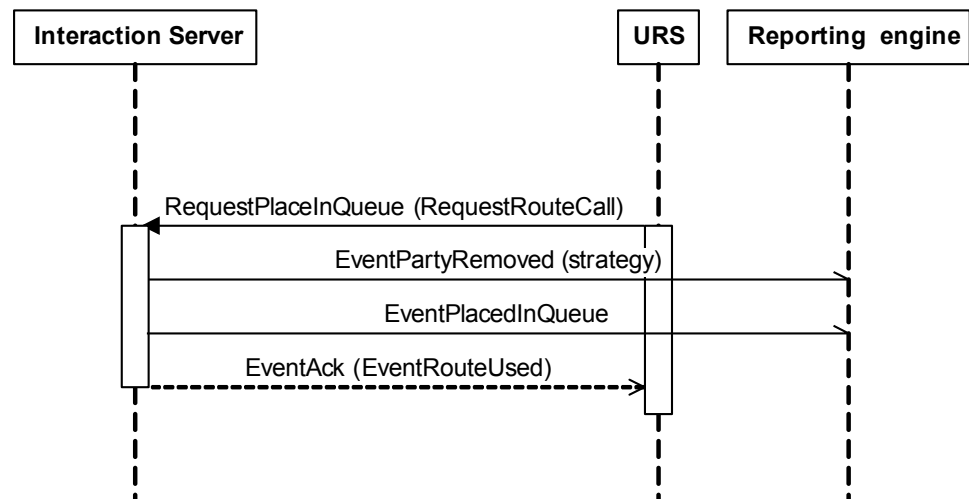 Interaction Server
URS
Reporting engine
RequestPlaceInQueue (RequestRouteCall)
EventPartyRemoved (strategy)
EventPlacedInQueue
EventAck (EventRouteUsed)